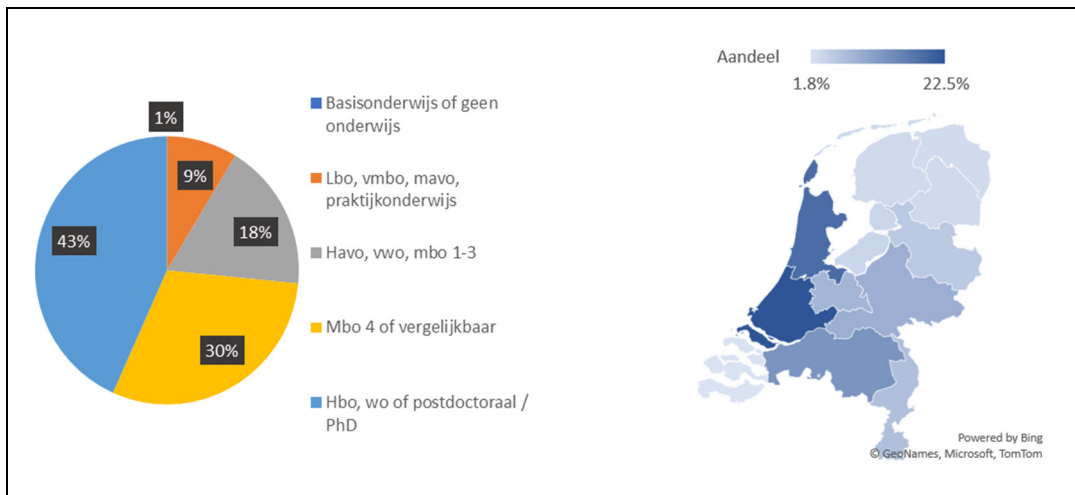 1%
9%
18%
30%
43%
Basisonderwijs of geen
onderwijs
Lbo, vmbo, mavo,
praktijkonderwijs
Havo, vwo, mbo 1-3
Mbo 4 of vergelijkbaar
Hbo, wo of postdoctoraal /
PhD
Aandeel
1.8% 22.5%
Powered by Bing
© GeoNames, Microsoft, TomTom